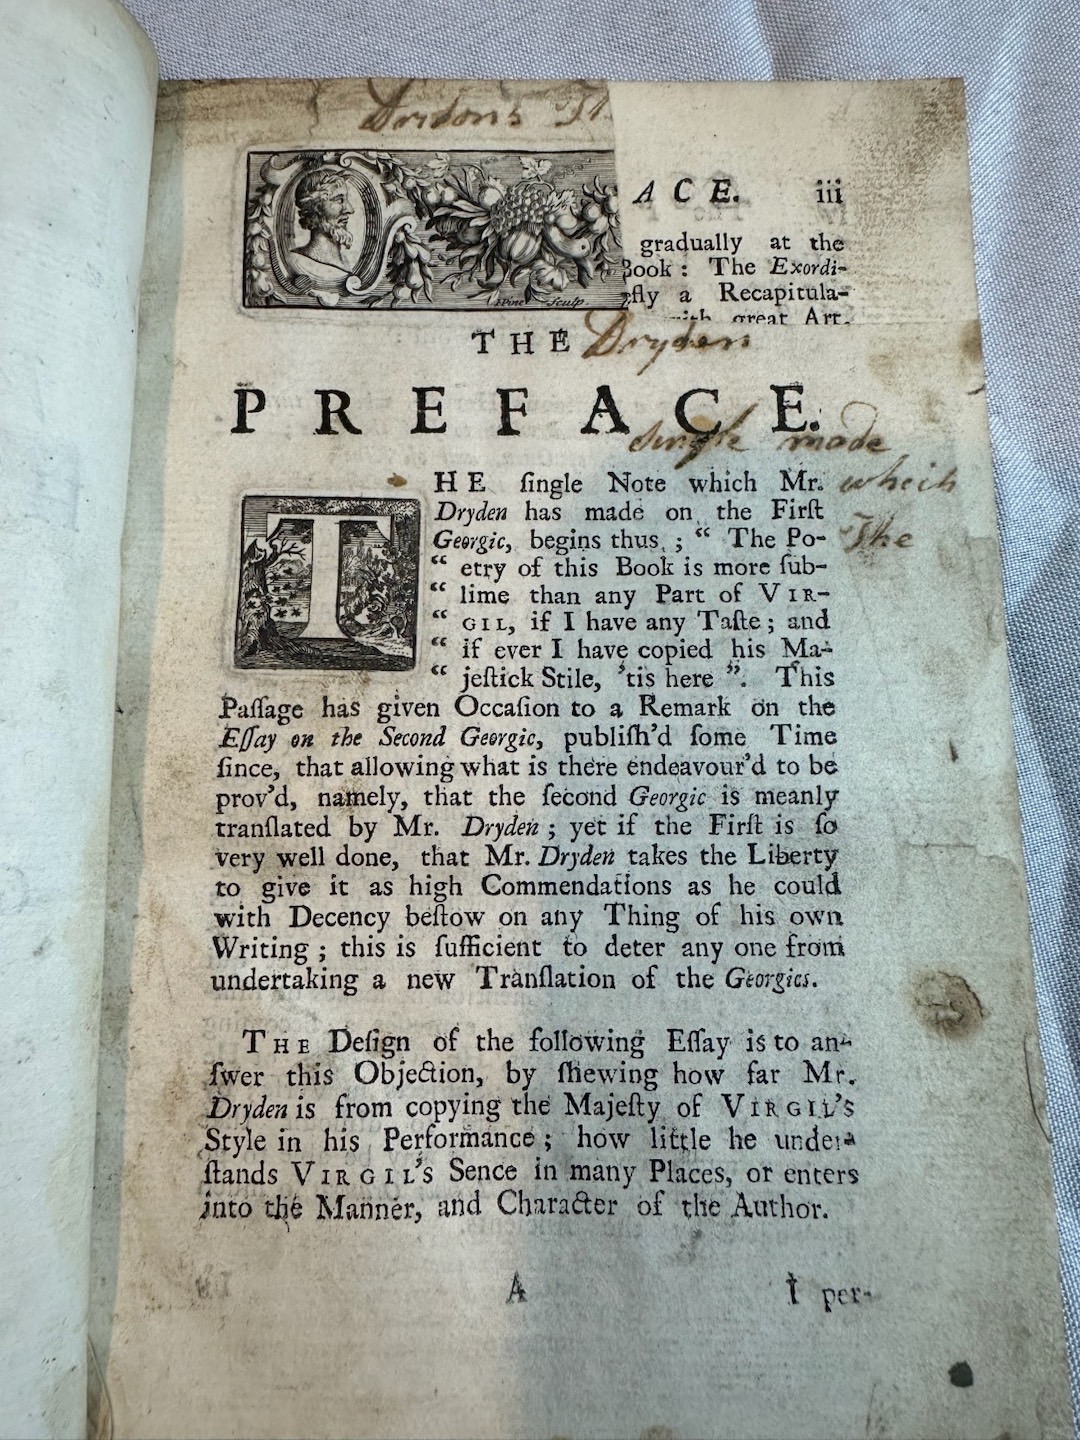 Dridons Th
Pine Sculp.
A C E. iii
gradually at the
Book : The Exordi-
efly a Recapitula-
with great Art.
THE Dryden
PREFACE.
single made
THE ſingle Note which Mr. which
Dryden has made on the Firſt
Georgic, begins thus ; “ The Po- The
“ etry of this Book is more ſub-
“ lime than any Part of VIR-
“ GIL, if I have any Taſte ; and
“ if ever I have copied his Ma-
“ jeſtick Stile, ’tis here ”. This
Paſſage has given Occaſion to a Remark on the
Eſſay on the Second Georgic, publiſh’d ſome Time
ſince, that allowing what is there endeavour’d to be
prov’d, namely, that the ſecond Georgic is meanly
tranſlated by Mr. Dryden ; yet if the Firſt is ſo
very well done, that Mr. Dryden takes the Liberty
to give it as high Commendations as he could
with Decency beſtow on any Thing of his own
Writing ; this is ſufficient to deter any one from
undertaking a new Tranſlation of the Georgics.
THE Deſign of the following Eſſay is to an-
ſwer this Objection, by ſhewing how far Mr.
Dryden is from copying the Majeſty of VIRGIL’S
Style in his Performance ; how little he under-
ſtands VIRGIL’S Sence in many Places, or enters
into the Manner, and Character of the Author.
A I per-